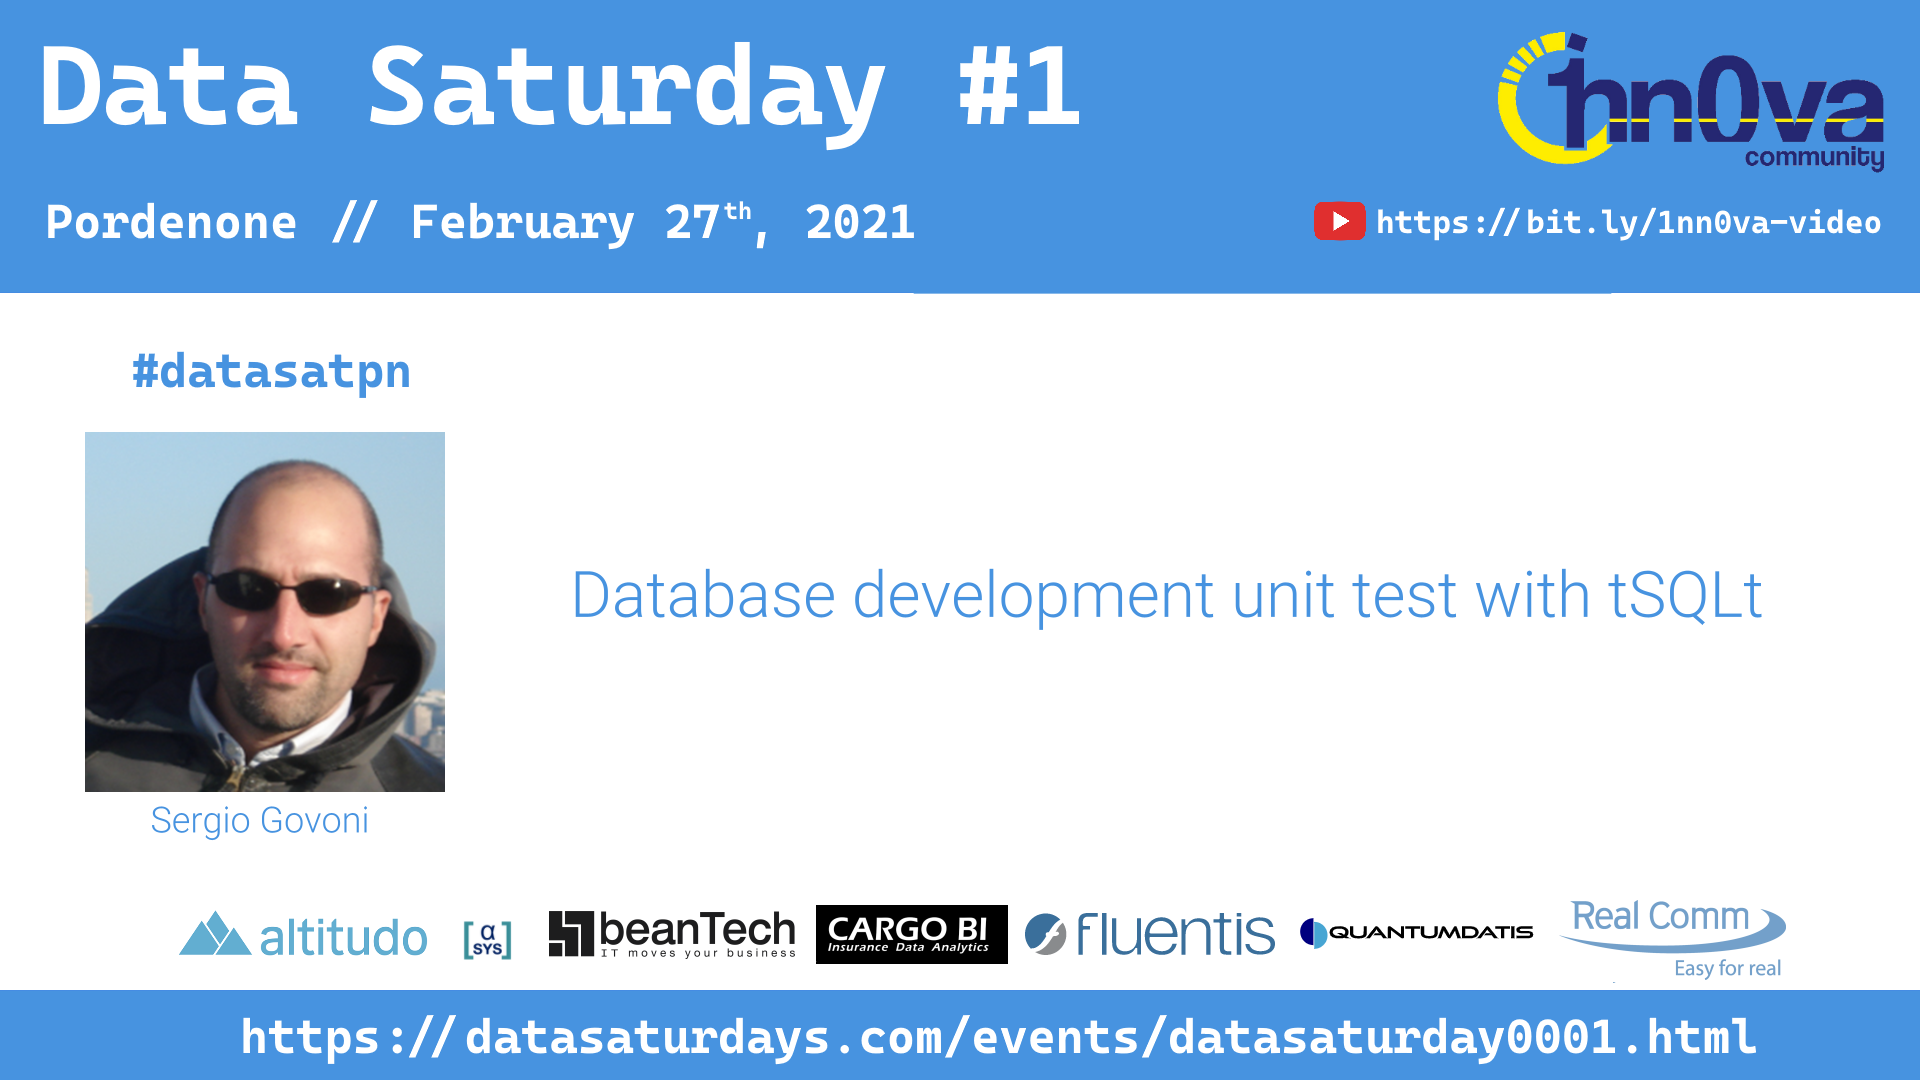 Data Saturday #1
1nn0va
community
Pordenone // February 27th, 2021
https://bit.ly/1nn0va-video
#datasatpn
Database development unit test with tSQLt
Sergio Govoni
altitudo
[α SYS]
beanTech
IT moves your business
CARGO BI
Insurance Data Analytics
fluentis
QUANTUMDATIS
Real Comm
Easy for real
https://datasaturdays.com/events/datasaturday0001.html